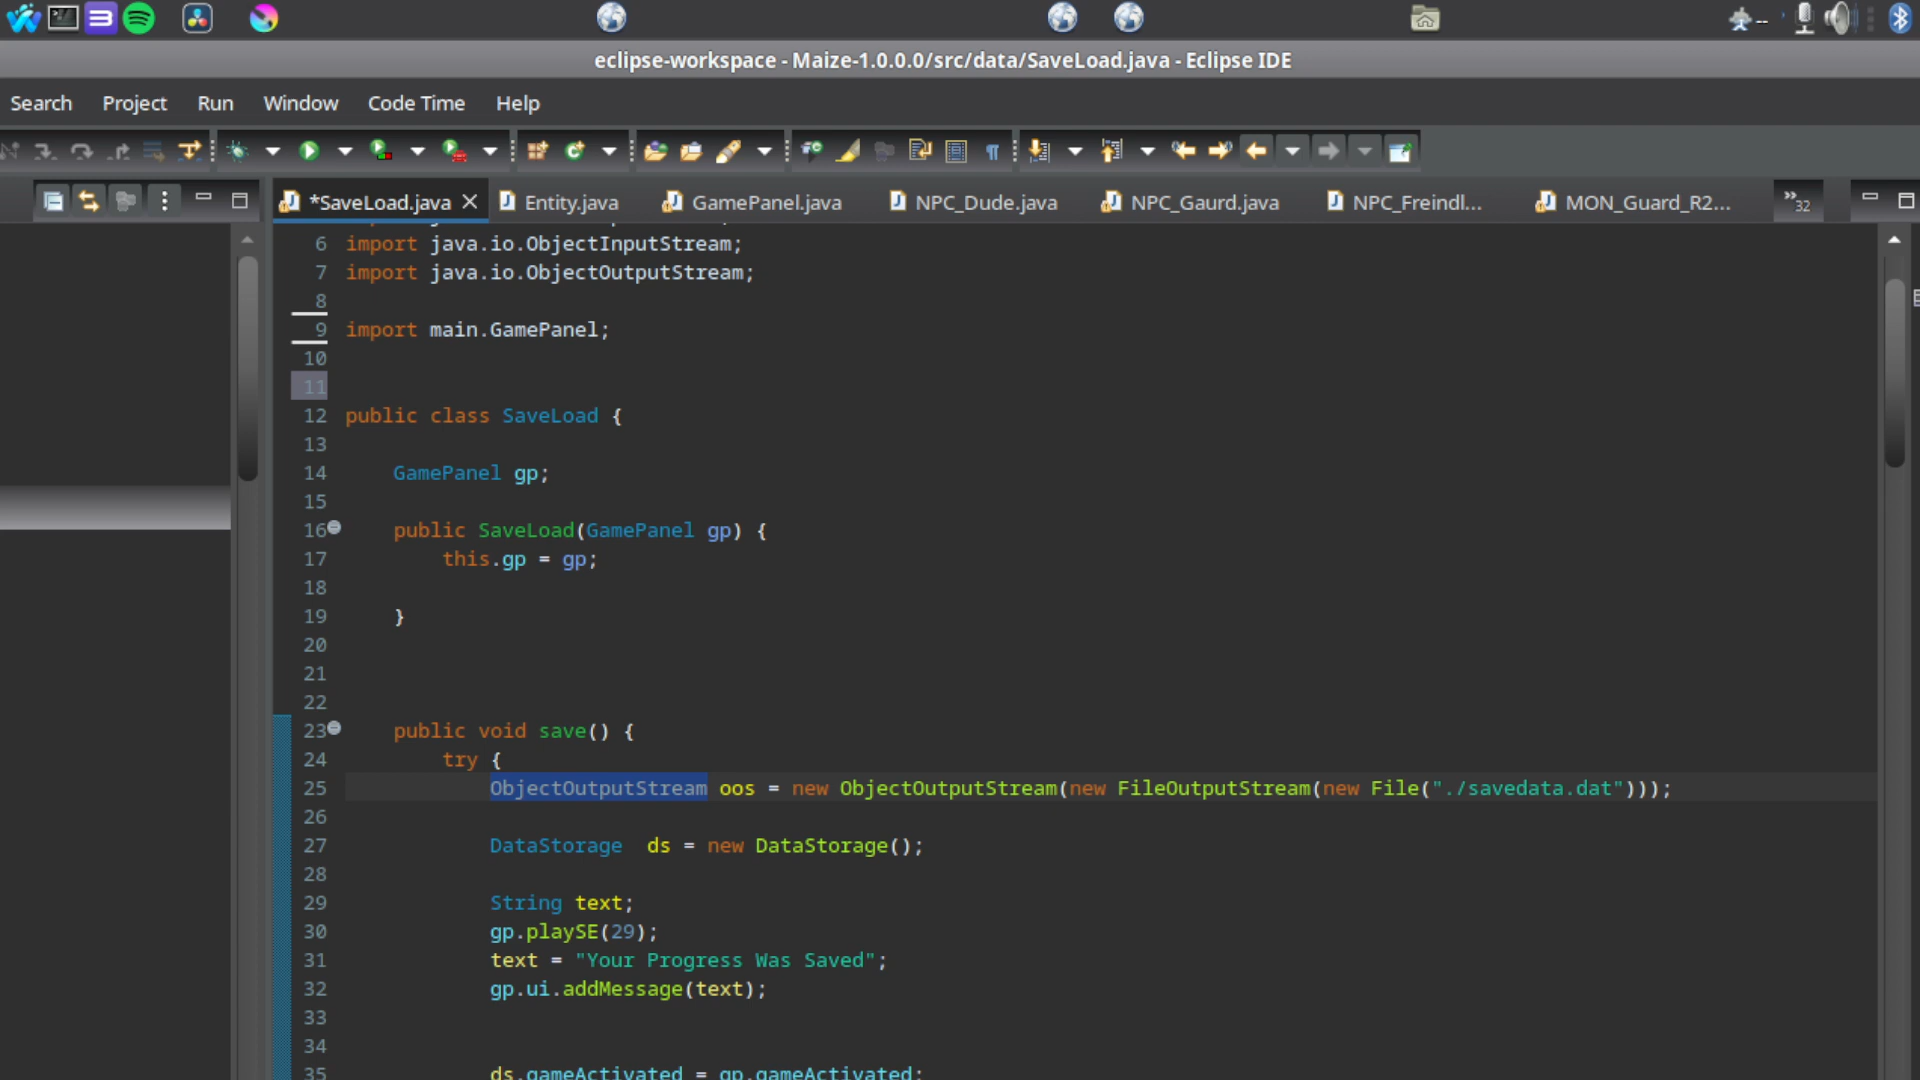 eclipse-workspace - Maize-1.0.0.0/src/data/SaveLoad.java - Eclipse IDE
Search Project Run Window Code Time Help
*SaveLoad.java Entity.java GamePanel.java NPC_Dude.java NPC_Gaurd.java NPC_Freindl... MON_Guard_R2... »32
6 import java.io.ObjectInputStream;
7 import java.io.ObjectOutputStream;
8
9 import main.GamePanel;
10
11
12 public class SaveLoad {
13
14 GamePanel gp;
15
16 public SaveLoad(GamePanel gp) {
17 this.gp = gp;
18
19 }
20
21
22
23 public void save() {
24 try {
25 ObjectOutputStream oos = new ObjectOutputStream(new FileOutputStream(new File("./savedata.dat")));
26
27 DataStorage  ds = new DataStorage();
28
29 String text;
30 gp.playSE(29);
31 text = "Your Progress Was Saved";
32 gp.ui.addMessage(text);
33
34
35 ds.gameActivated = gp.gameActivated;